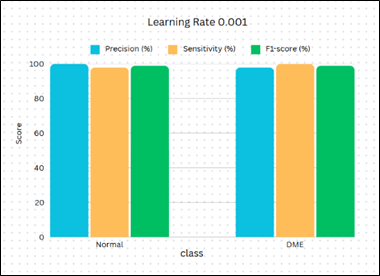 Learning Rate 0.001
Precision (%) Sensitivity (%) F1-score (%)
100
80
60
40
20
0
Score
Normal DME
class